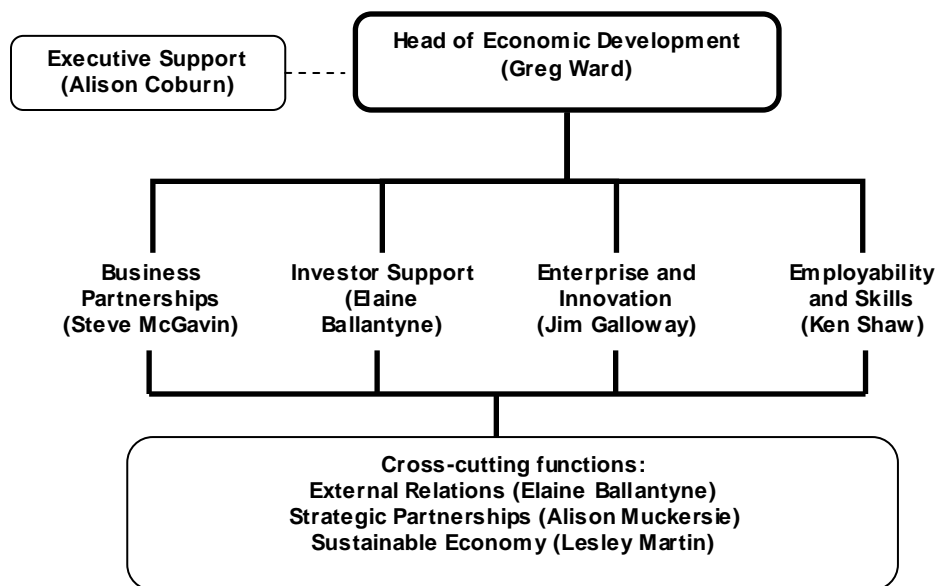 Head of Economic Development
(Greg Ward)
Executive Support
(Alison Coburn)
Business
Partnerships
(Steve McGavin)
Investor Support
(Elaine
Ballantyne)
Enterprise and
Innovation
(Jim Galloway)
Employability
and Skills
(Ken Shaw)
Cross-cutting functions:
External Relations (Elaine Ballantyne)
Strategic Partnerships (Alison Muckersie)
Sustainable Economy (Lesley Martin)